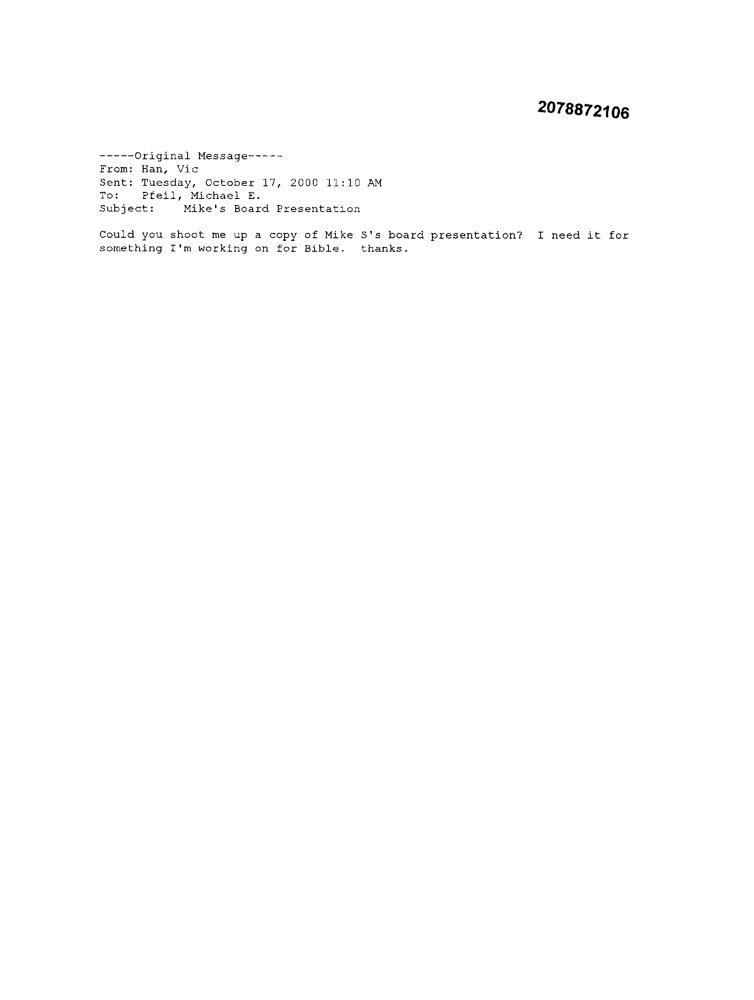 2078872106
-----Original Message-----
From: Han, Vic
Sent: Tuesday, October 17, 2000 11:10 AM
To:   Pfeil, Michael E.
Subject:    Mike's Board Presentation
Could you shoot me up a copy of Mike S's board presentation?  I need it for
something I'm working on for Bible.  thanks.